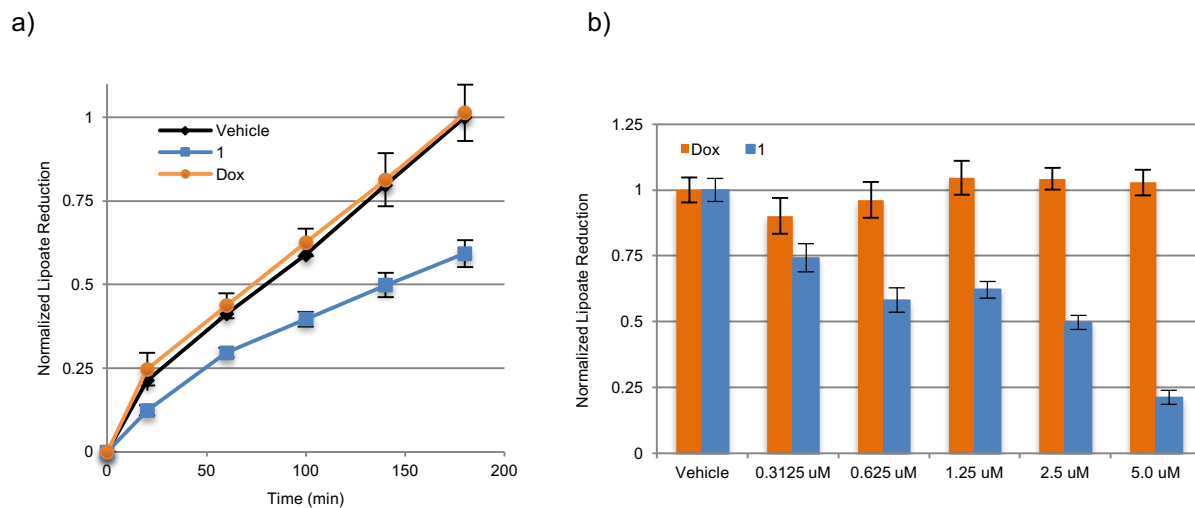 a)
b)
Normalized Lipoate Reduction
1
0.75
0.5
0.25
0
Vehicle
1
Dox
0
50
100
150
200
Time (min)
Normalized Lipoate Reduction
1.25
1
0.75
0.5
0.25
0
Dox 1
Vehicle 0.3125 uM 0.625 uM 1.25 uM 2.5 uM 5.0 uM